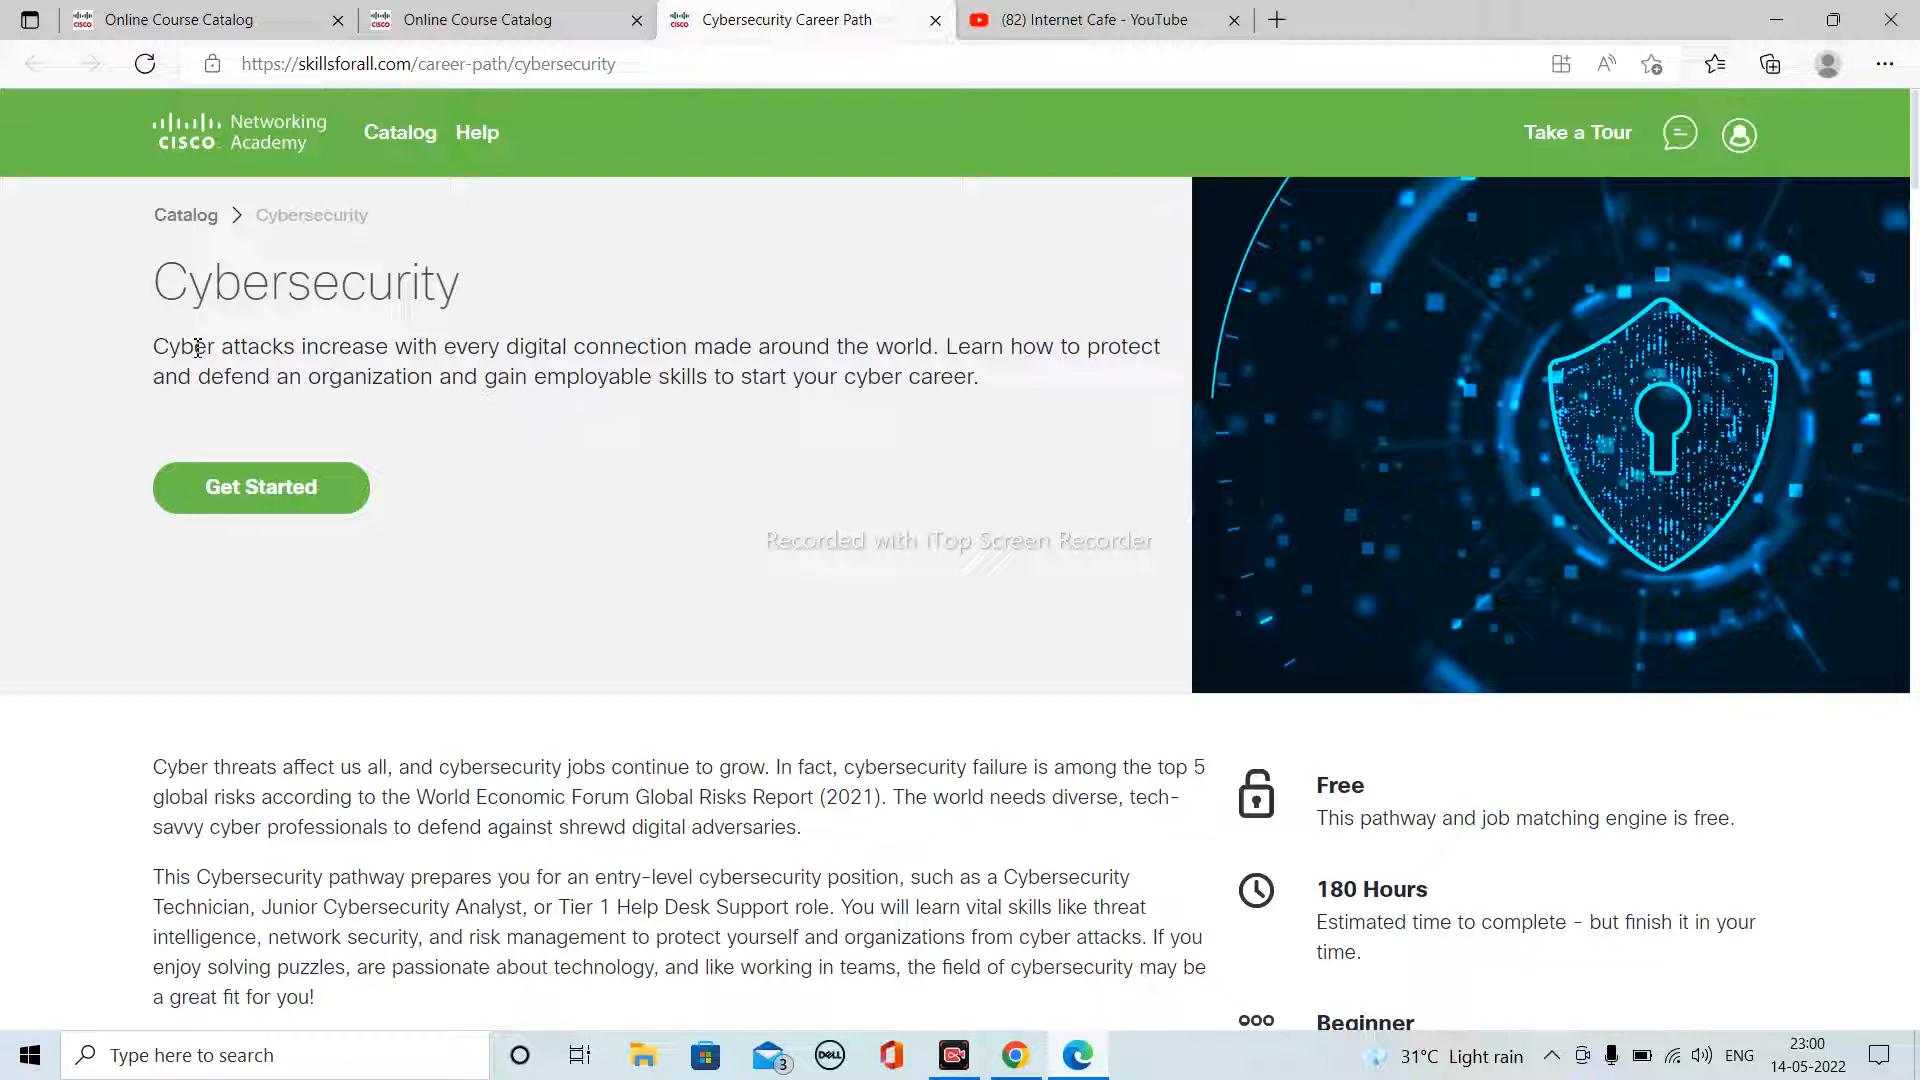 Online Course Catalog
Online Course Catalog
Cybersecurity Career Path
(82) Internet Cafe - YouTube
https://skillsforall.com/career-path/cybersecurity
CISCO Networking Academy
Catalog Help
Take a Tour
Catalog > Cybersecurity
Cybersecurity
Cyber attacks increase with every digital connection made around the world. Learn how to protect
and defend an organization and gain employable skills to start your cyber career.
Get Started
Recorded with iTop Screen Recorder
Cyber threats affect us all, and cybersecurity jobs continue to grow. In fact, cybersecurity failure is among the top 5
global risks according to the World Economic Forum Global Risks Report (2021). The world needs diverse, tech-
savvy cyber professionals to defend against shrewd digital adversaries.
This Cybersecurity pathway prepares you for an entry-level cybersecurity position, such as a Cybersecurity
Technician, Junior Cybersecurity Analyst, or Tier 1 Help Desk Support role. You will learn vital skills like threat
intelligence, network security, and risk management to protect yourself and organizations from cyber attacks. If you
enjoy solving puzzles, are passionate about technology, and like working in teams, the field of cybersecurity may be
a great fit for you!
Free
This pathway and job matching engine is free.
180 Hours
Estimated time to complete - but finish it in your
time.
Beginner
Type here to search
3
DELL
31°C Light rain
ENG
23:00
14-05-2022